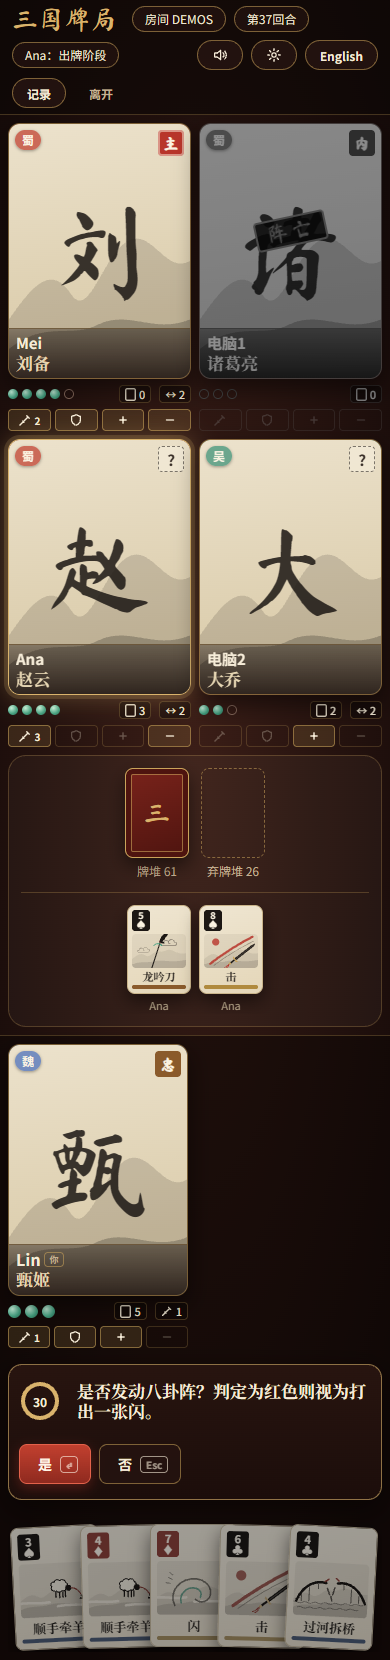 三国牌局 房间 DEMOS 第37回合
Ana：出牌阶段 English
记录 离开
蜀 主
刘
Mei
刘备
0 2
2
蜀 内
诸
阵亡
电脑1
诸葛亮
0
蜀 ?
赵
Ana
赵云
3 2
3
吴 ?
大
电脑2
大乔
2 2
三
牌堆 61 弃牌堆 26
5 8
龙吟刀 击
Ana Ana
魏 忠
甄
Lin 你
甄姬
5 1
1
30
是否发动八卦阵？判定为红色则视为打
出一张闪。
是 否 Esc
3 4 7 6 4
顺手牵羊 顺手牵羊 闪 击 过河拆桥